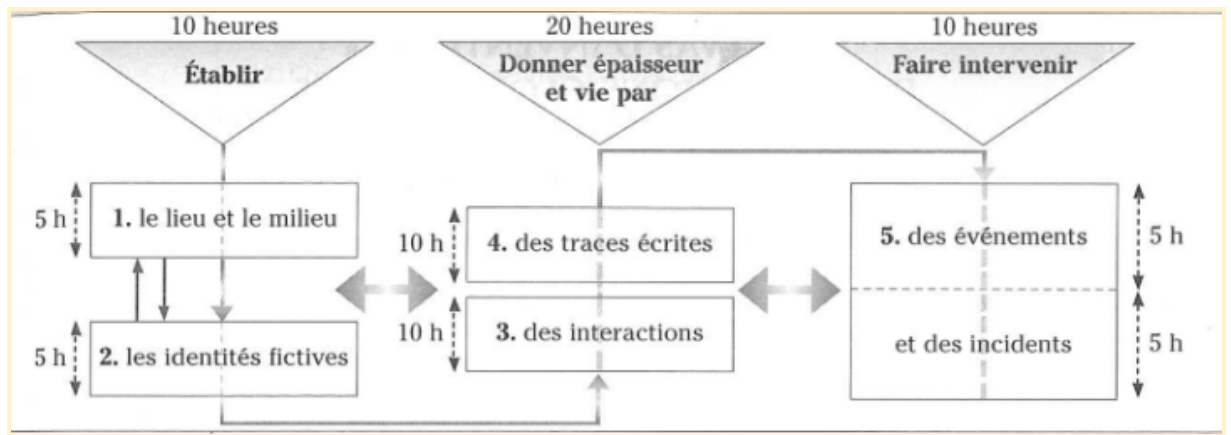 10 heures
Établir
5 h
1. le lieu et le milieu
5 h
2. les identités fictives
20 heures
Donner épaisseur
et vie par
10 h
4. des traces écrites
10 h
3. des interactions
10 heures
Faire intervenir
5. des événements
5 h
et des incidents
5 h